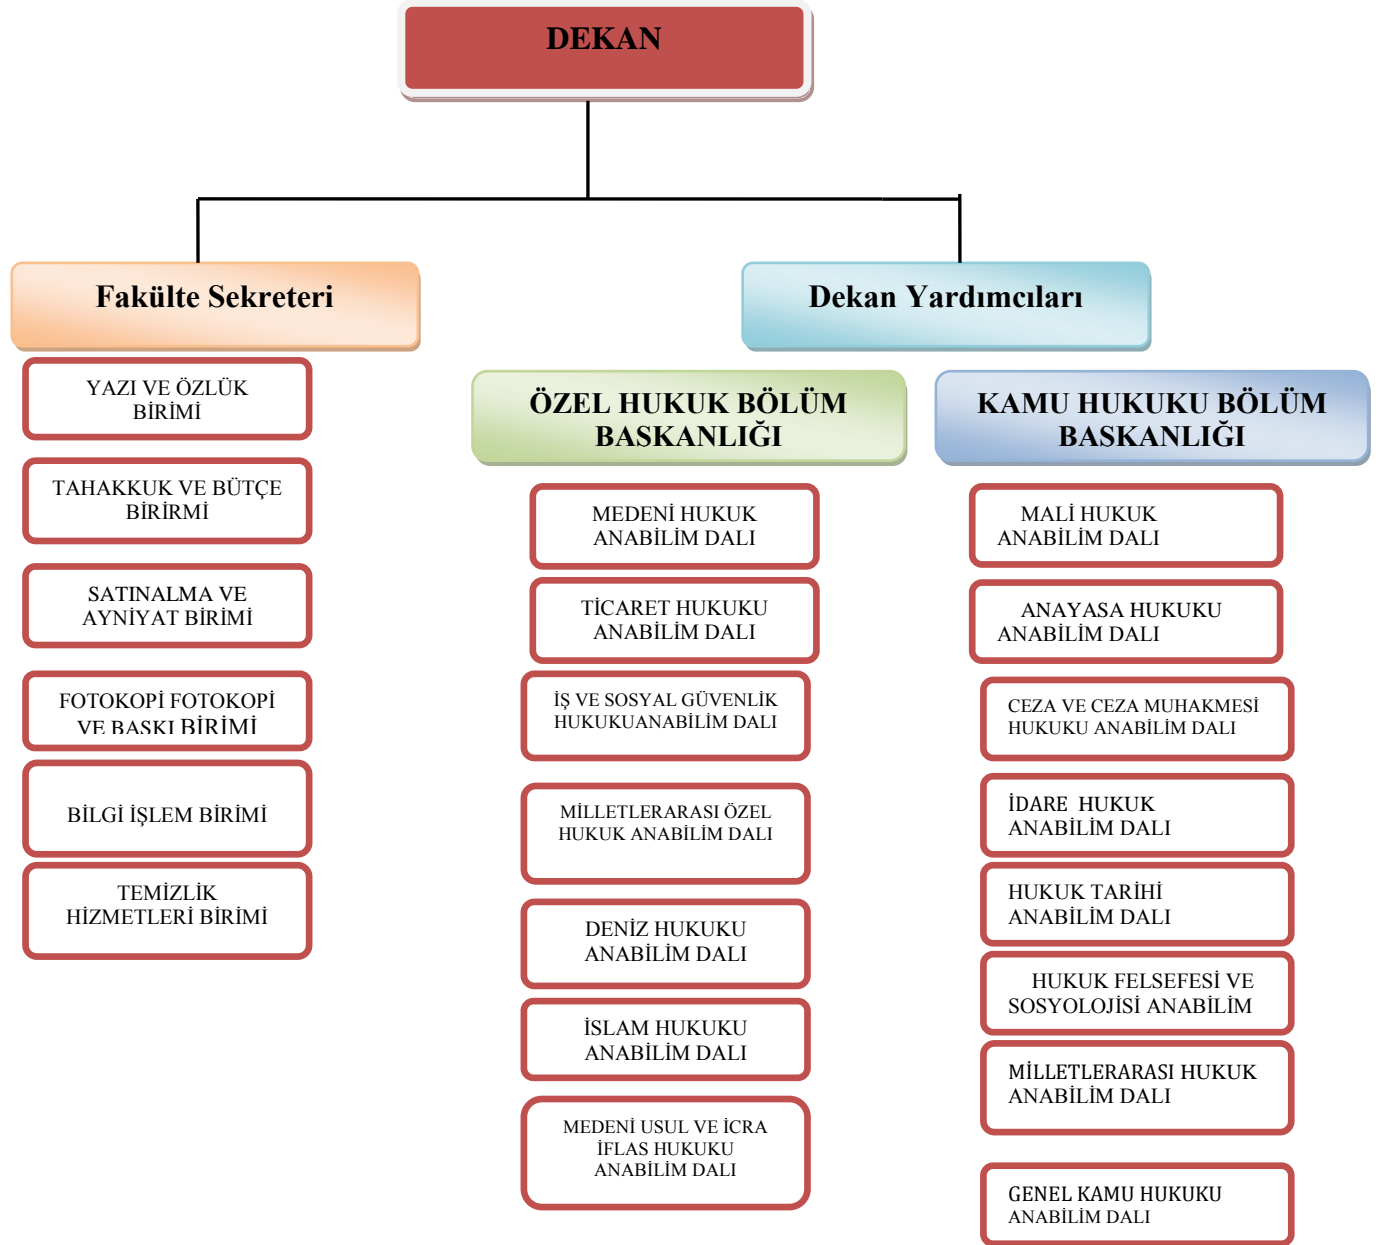 DEKAN
Fakülte Sekreteri
Dekan Yardımcıları
YAZI VE ÖZLÜK
BİRİMİ
TAHAKKUK VE BÜTÇE
BİRİRMİ
SATINALMA VE
AYNİYAT BİRİMİ
FOTOKOPİ FOTOKOPİ
VE BASKI BİRİMİ
BİLGİ İŞLEM BİRİMİ
TEMİZLİK
HİZMETLERİ BİRİMİ
ÖZEL HUKUK BÖLÜM
BASKANLIĞI
MEDENİ HUKUK
ANABİLİM DALI
TİCARET HUKUKU
ANABİLİM DALI
İŞ VE SOSYAL GÜVENLİK
HUKUKUANABİLİM DALI
MİLLETLERARASI ÖZEL
HUKUK ANABİLİM DALI
DENİZ HUKUKU
ANABİLİM DALI
İSLAM HUKUKU
ANABİLİM DALI
MEDENİ USUL VE İCRA
İFLAS HUKUKU
ANABİLİM DALI
KAMU HUKUKU BÖLÜM
BASKANLIĞI
MALİ HUKUK
ANABİLİM DALI
ANAYASA HUKUKU
ANABİLİM DALI
CEZA VE CEZA MUHAKMESİ
HUKUKU ANABİLİM DALI
İDARE HUKUK
ANABİLİM DALI
HUKUK TARİHİ
ANABİLİM DALI
HUKUK FELSEFESİ VE
SOSYOLOJİSİ ANABİLİM
MİLLETLERARASI HUKUK
ANABİLİM DALI
GENEL KAMU HUKUKU
ANABİLİM DALI